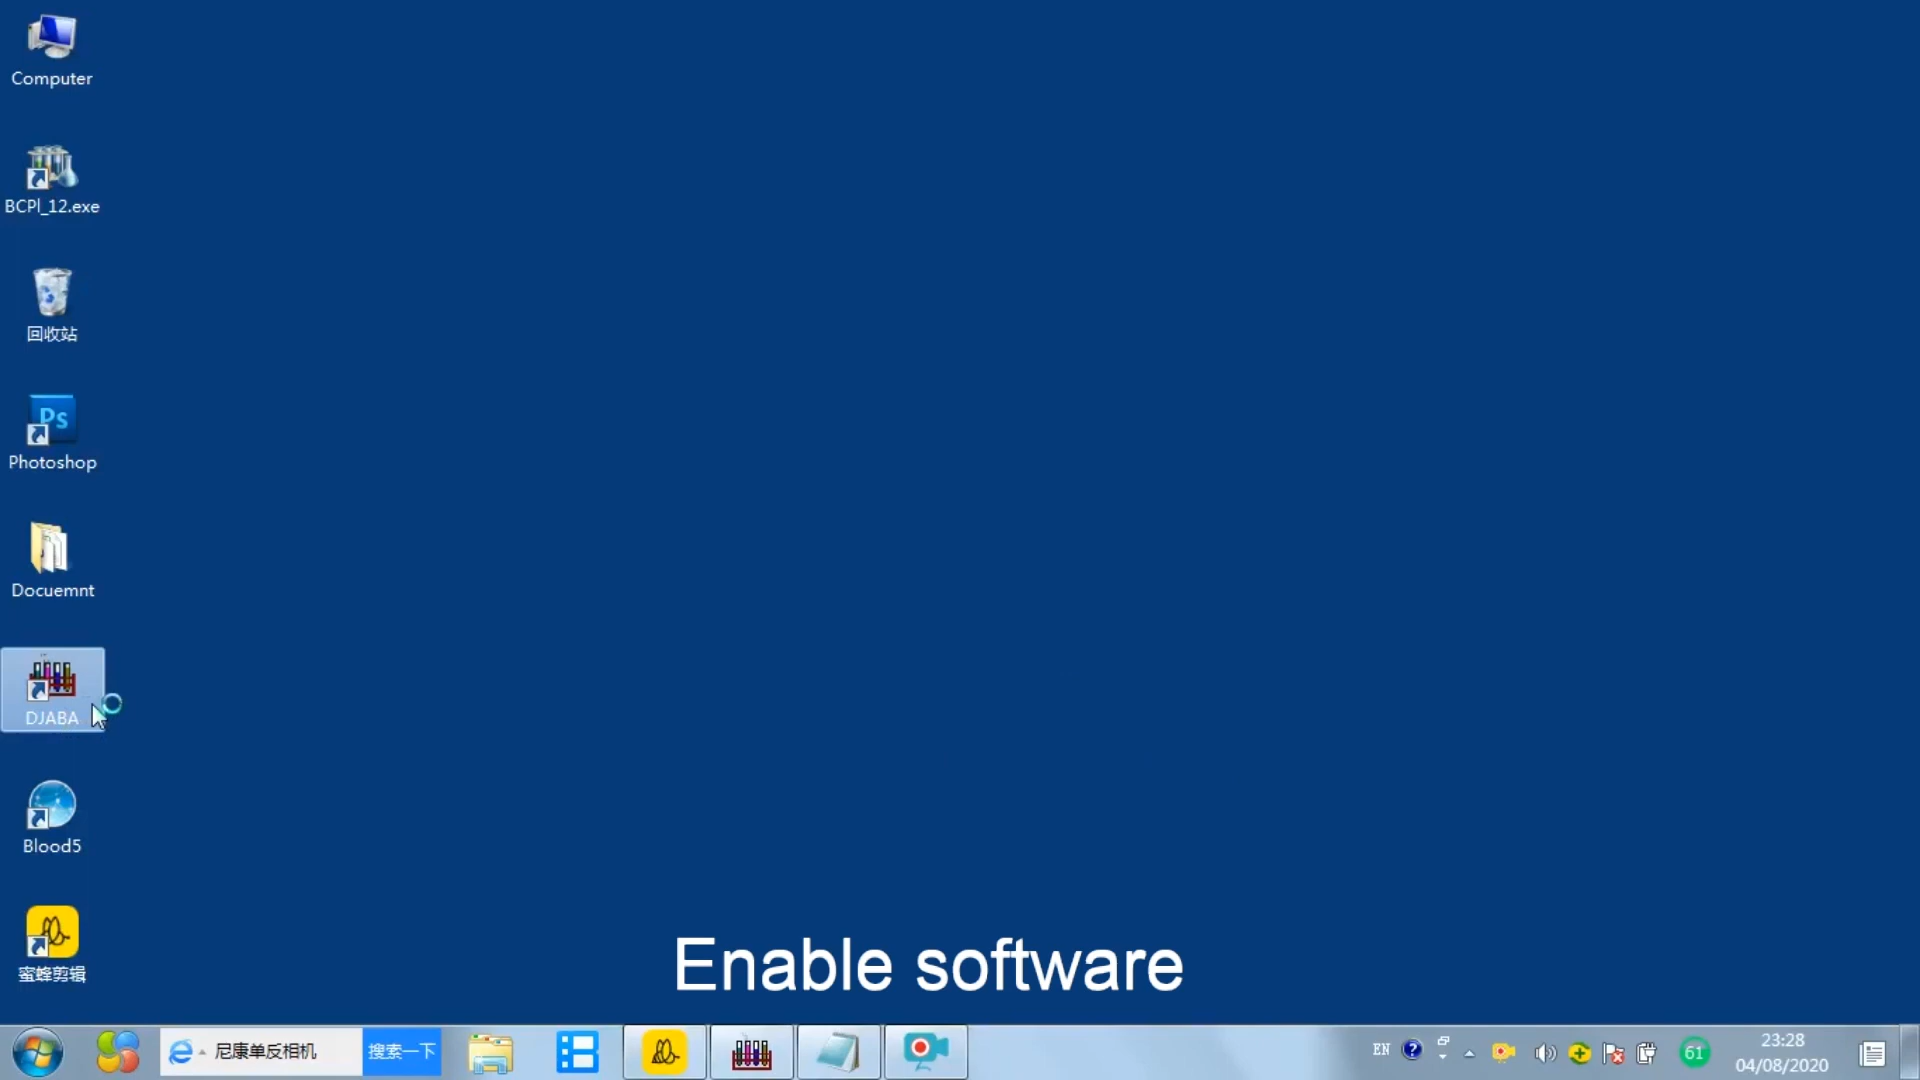 Computer
BCPl_12.exe
回收站
Ps
Photoshop
Docuemnt
DJABA
Blood5
蜜蜂剪辑
Enable software
尼康单反相机
搜索一下
EN
61
23:28
04/08/2020